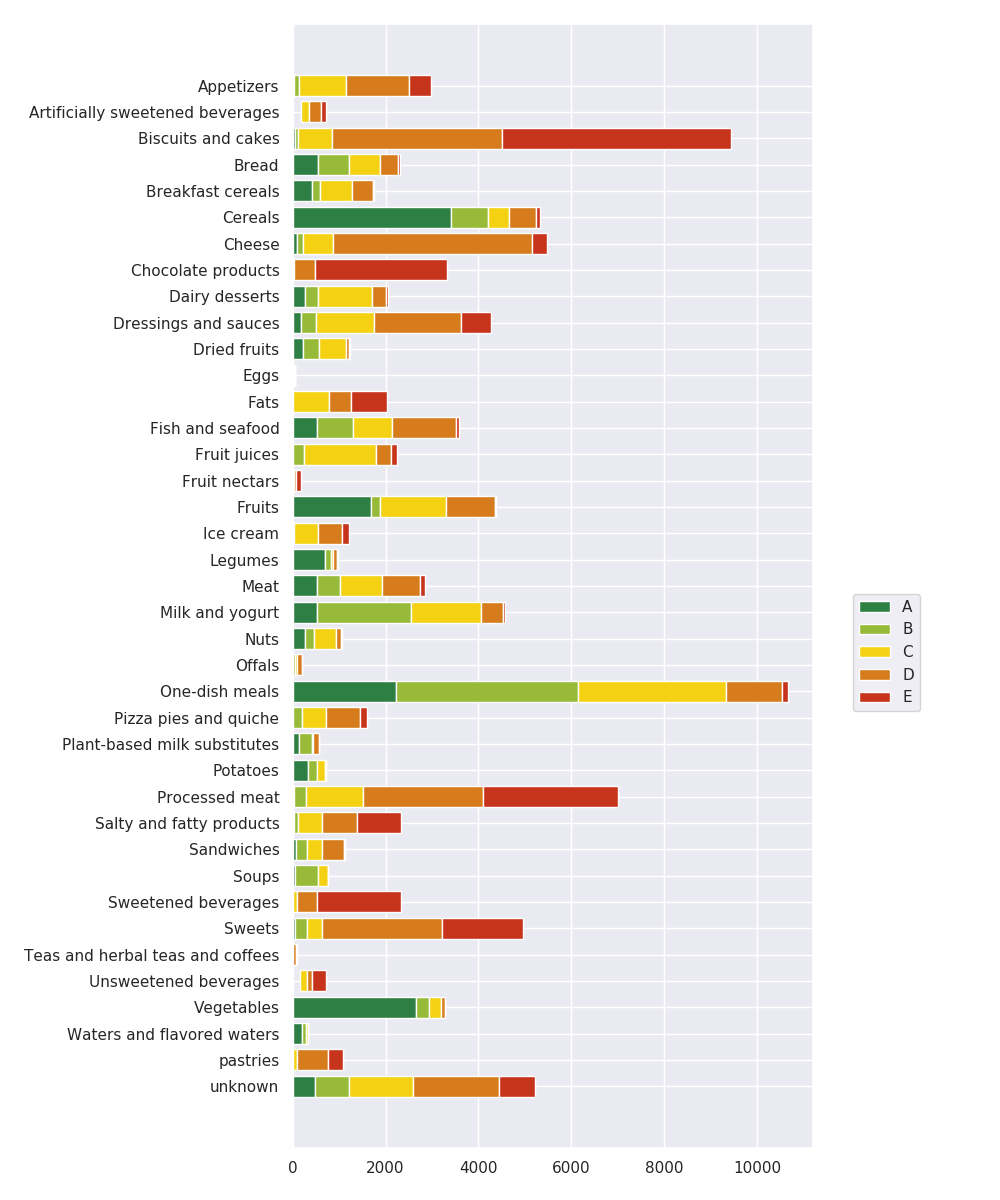 Appetizers
Artificially sweetened beverages
Biscuits and cakes
Bread
Breakfast cereals
Cereals
Cheese
Chocolate products
Dairy desserts
Dressings and sauces
Dried fruits
Eggs
Fats
Fish and seafood
Fruit juices
Fruit nectars
Fruits
Ice cream
Legumes
Meat
Milk and yogurt
Nuts
Offals
One-dish meals
Pizza pies and quiche
Plant-based milk substitutes
Potatoes
Processed meat
Salty and fatty products
Sandwiches
Soups
Sweetened beverages
Sweets
Teas and herbal teas and coffees
Unsweetened beverages
Vegetables
Waters and flavored waters
pastries
unknown
0 2000 4000 6000 8000 10000
A
B
C
D
E